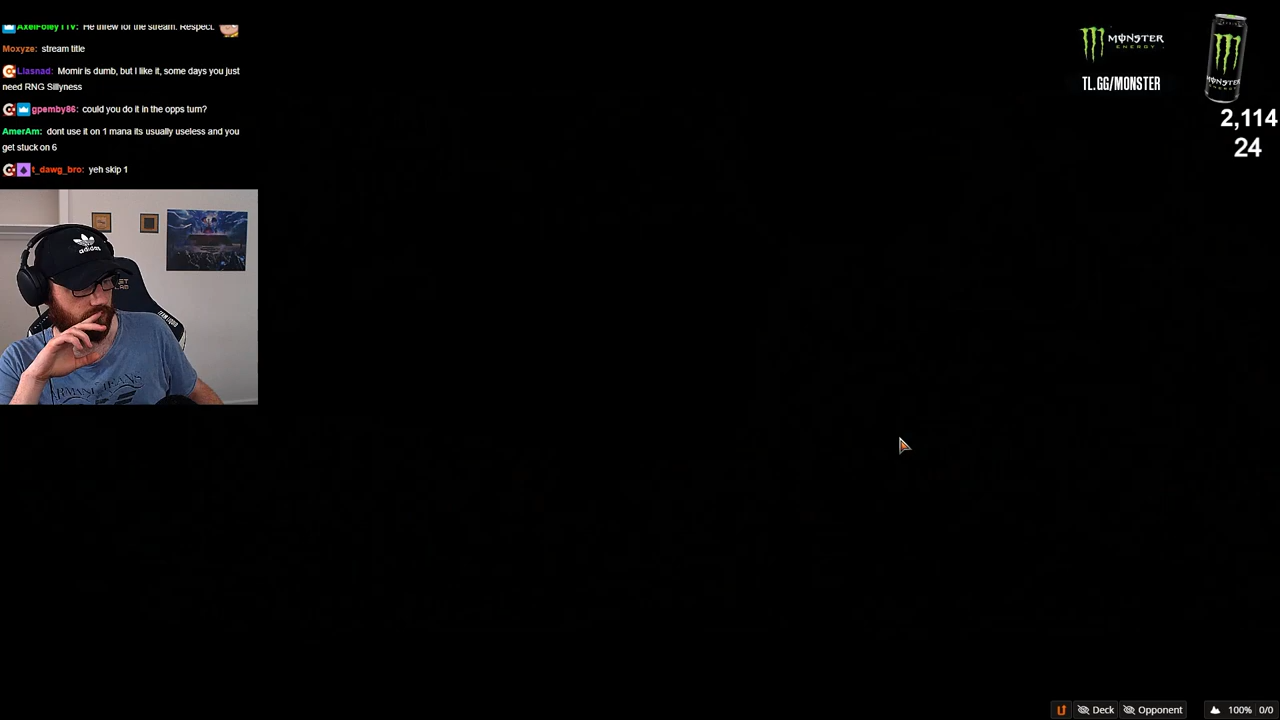 AxelFoleyTTV: He threw for the stream. Respect.
Moxyze: stream title
Liasnad: Momir is dumb, but I like it, some days you just
need RNG Sillyness
gpemby86: could you do it in the opps turn?
AmerAm: dont use it on 1 mana its usually useless and you
get stuck on 6
t_dawg_bro: yeh skip 1
adidas
MONSTER
ENERGY
TL.GG/MONSTER
MONSTER
2,114
24
Deck
Opponent
100% 0/0